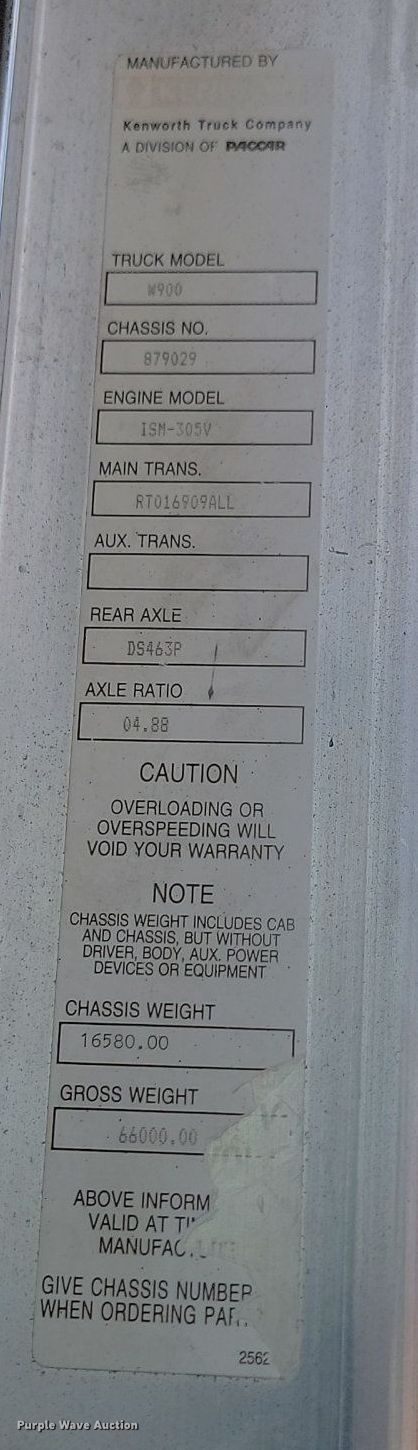 MANUFACTURED BY
Kenworth Truck Company
A DIVISION OF PACCAR
TRUCK MODEL
W900
CHASSIS NO.
879029
ENGINE MODEL
ISM-305V
MAIN TRANS.
RTO16909ALL
AUX. TRANS.
REAR AXLE
DS463P
AXLE RATIO
04.88
CAUTION
OVERLOADING OR
OVERSPEEDING WILL
VOID YOUR WARRANTY
NOTE
CHASSIS WEIGHT INCLUDES CAB
AND CHASSIS, BUT WITHOUT
DRIVER, BODY, AUX. POWER
DEVICES OR EQUIPMENT
CHASSIS WEIGHT
16580.00
GROSS WEIGHT
66000.00
ABOVE INFORM
VALID AT TI
MANUFAC
GIVE CHASSIS NUMBER
WHEN ORDERING PAR
2562
Purple Wave Auction